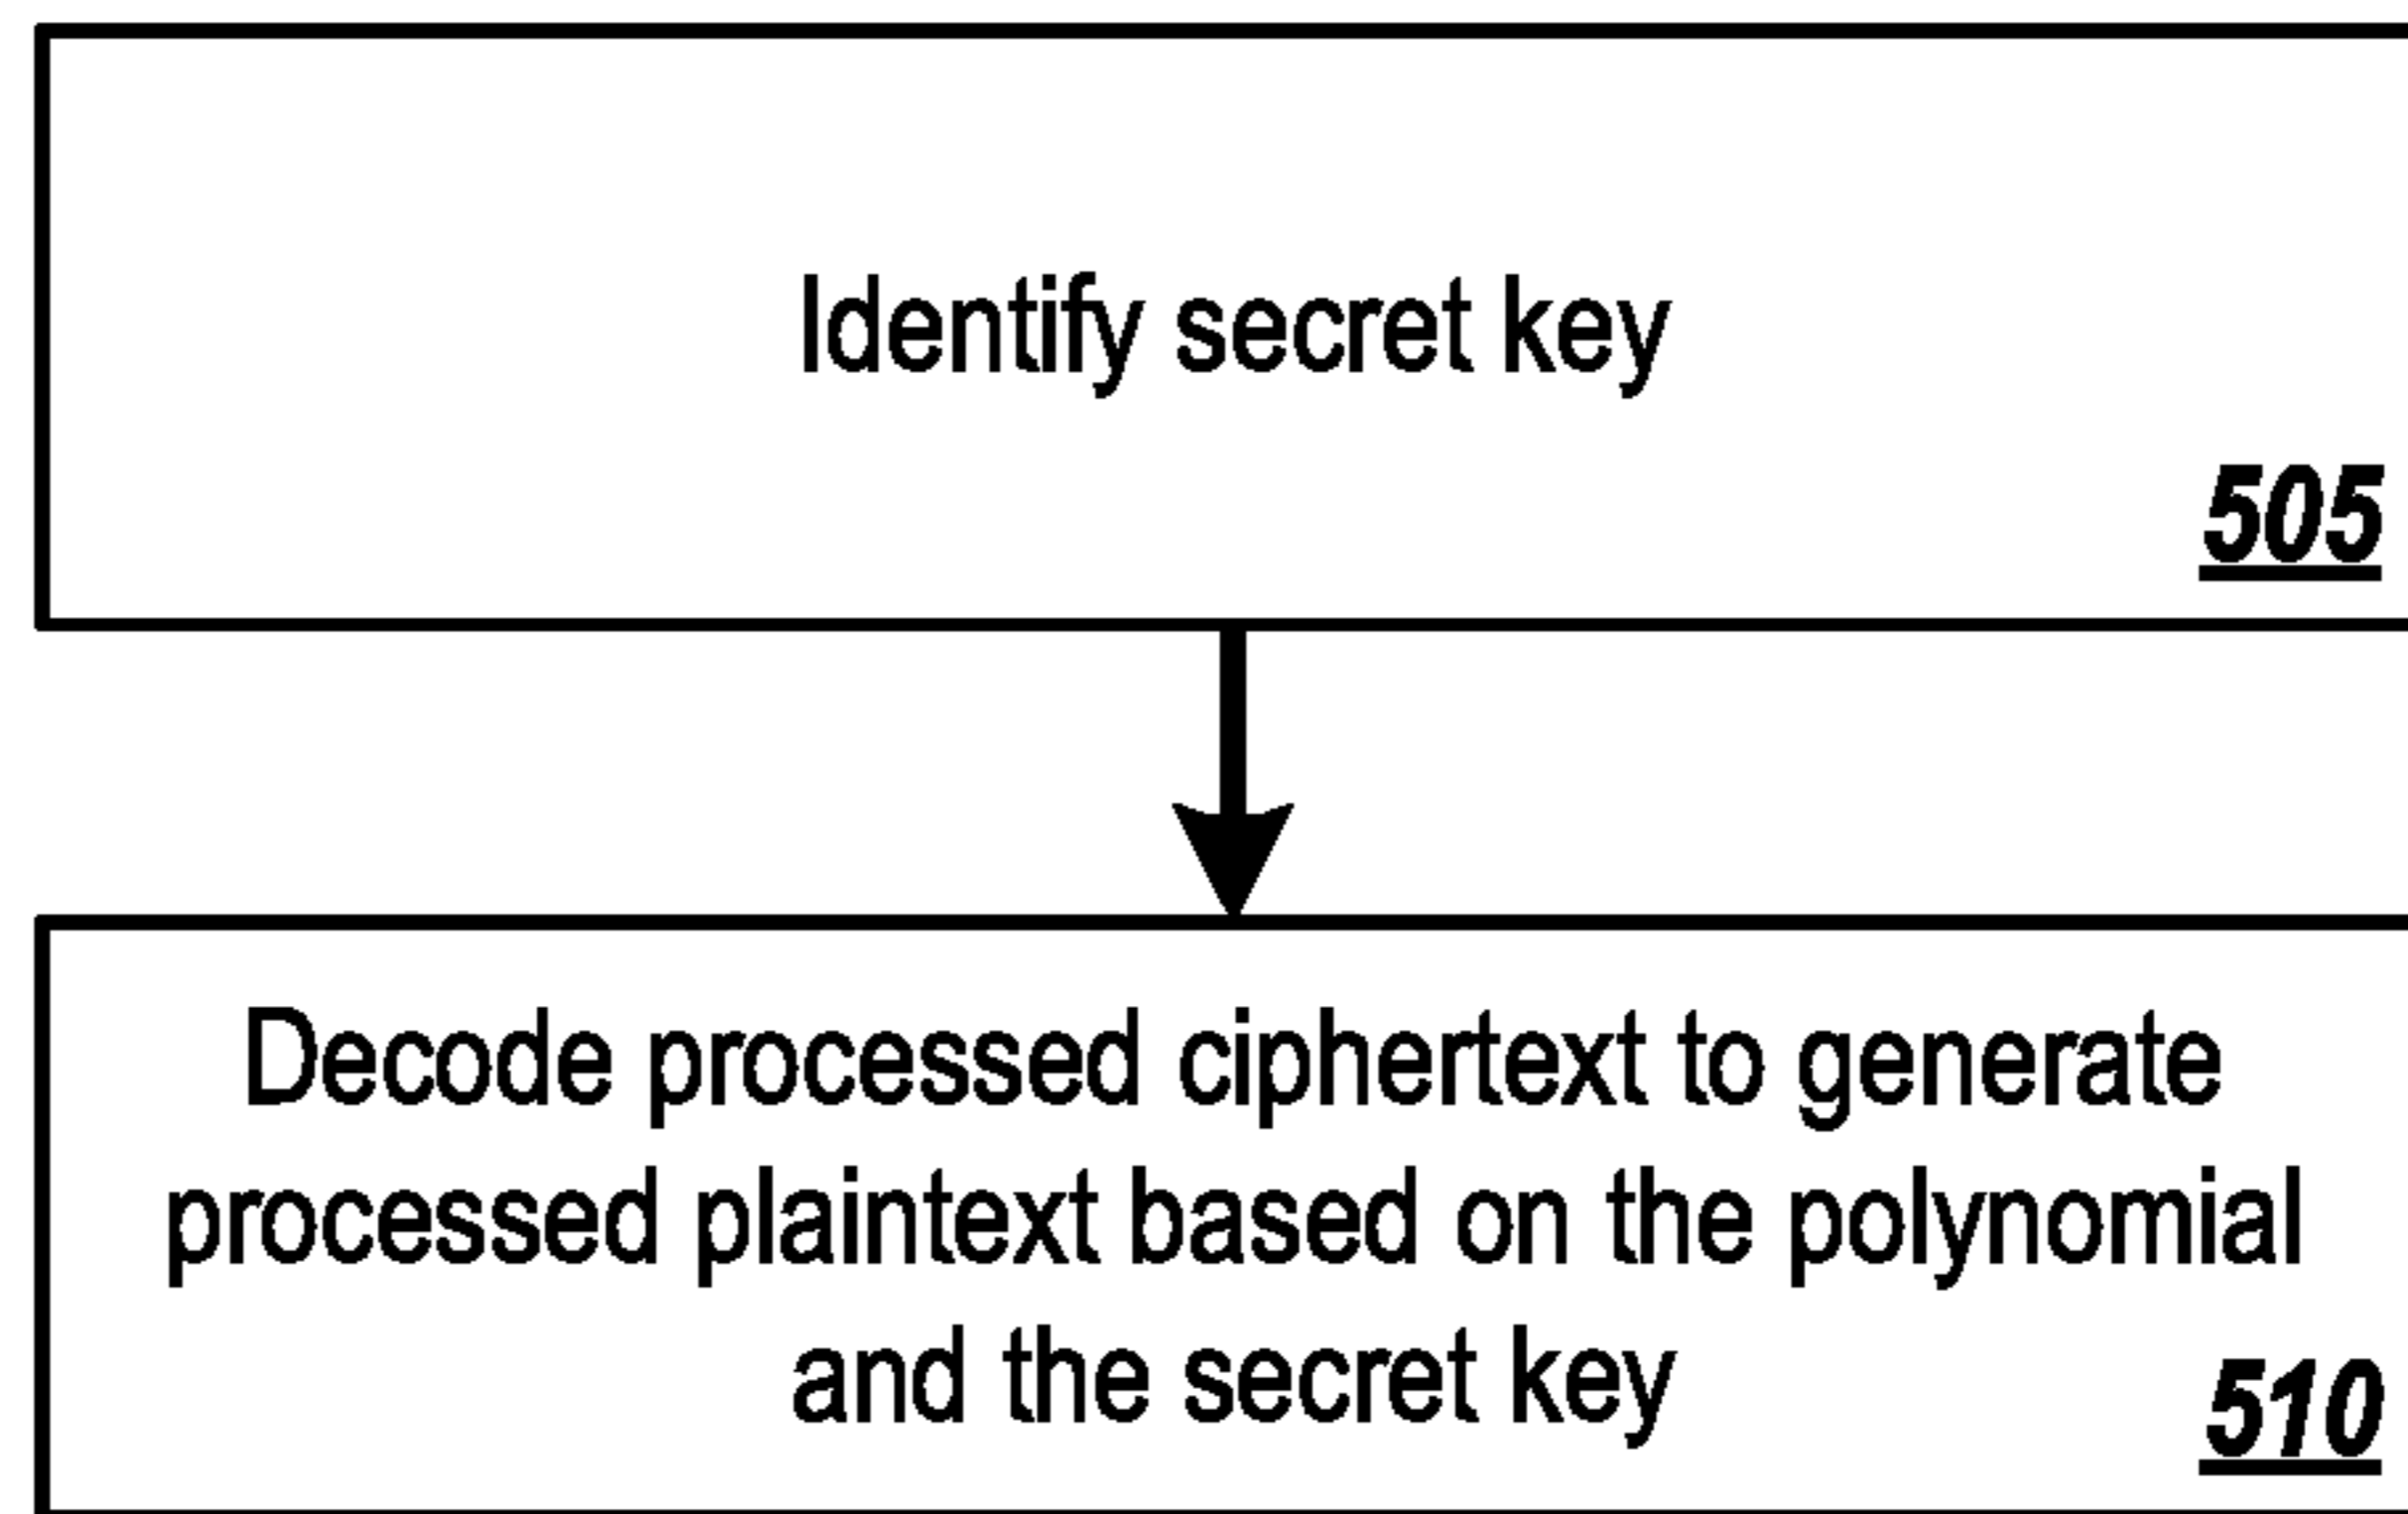 Identify secret key
505
Decode processed ciphertext to generate
processed plaintext based on the polynomial
and the secret key
510